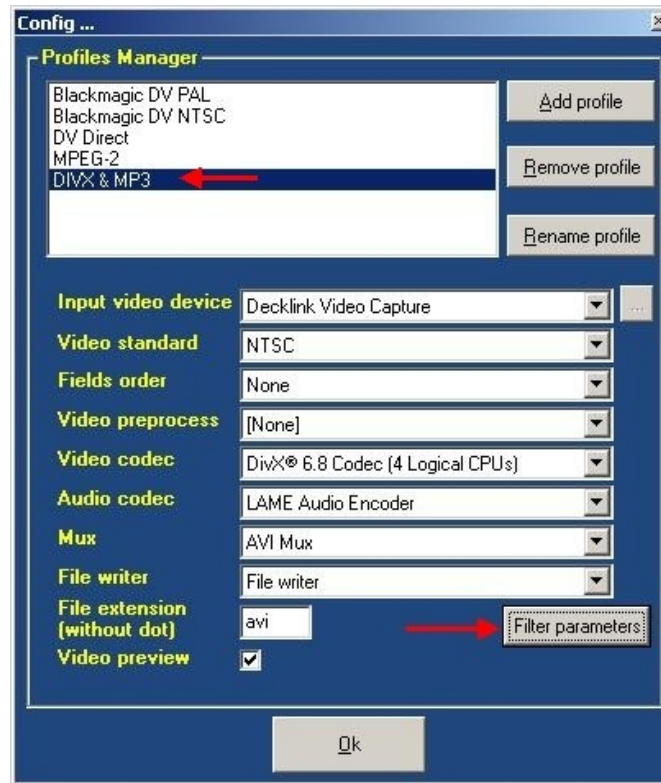 Config ...
Profiles Manager
Blackmagic DV PAL
Blackmagic DV NTSC
DV Direct
MPEG-2
DIVX & MP3
Add profile
Remove profile
Rename profile
Input video device
Decklink Video Capture
...
Video standard
NTSC
Fields order
None
Video preprocess
[None]
Video codec
DivX® 6.8 Codec (4 Logical CPUs)
Audio codec
LAME Audio Encoder
Mux
AVI Mux
File writer
File writer
File extension
(without dot)
avi
Filter parameters
Video preview
Ok